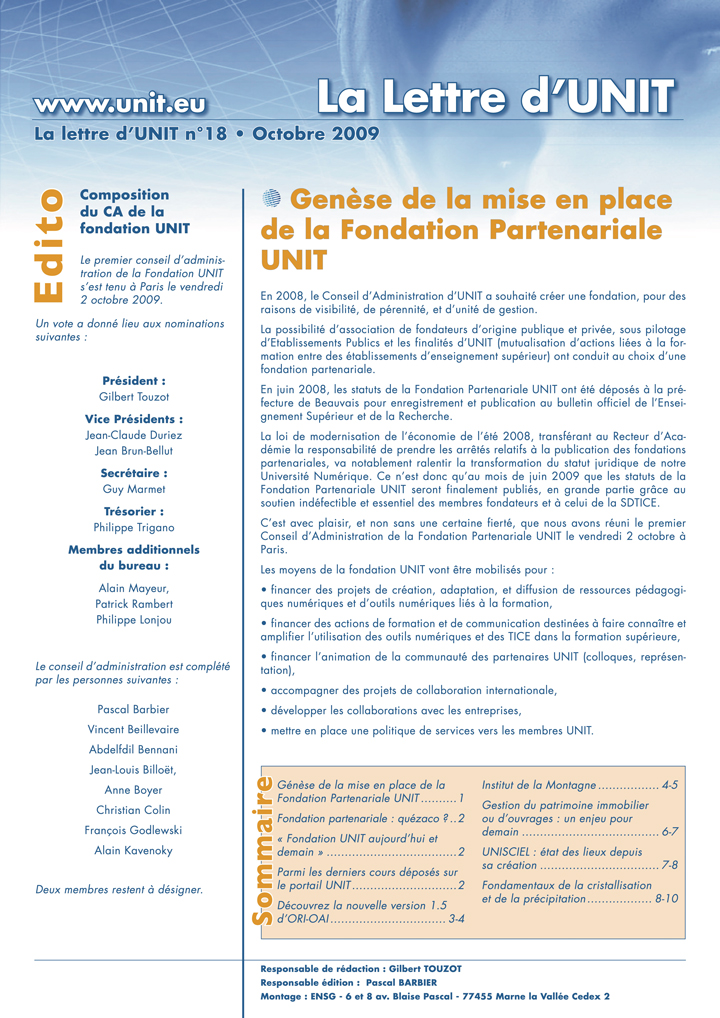 www.unit.eu
La Lettre d'UNIT
La lettre d'UNIT n°18 • Octobre 2009
Edito
Composition
du CA de la
fondation UNIT
Le premier conseil d'adminis-
tration de la Fondation UNIT
s'est tenu à Paris le vendredi
2 octobre 2009.
Un vote a donné lieu aux nominations
suivantes :
Président :
Gilbert Touzot
Vice Présidents :
Jean-Claude Duriez
Jean Brun-Bellut
Secrétaire :
Guy Marmet
Trésorier :
Philippe Trigano
Membres additionnels
du bureau :
Alain Mayeur,
Patrick Rambert
Philippe Lonjou
Le conseil d'administration est complété
par les personnes suivantes :
Pascal Barbier
Vincent Beillevaire
Abdelfdil Bennani
Jean-Louis Billoët,
Anne Boyer
Christian Colin
François Godlewski
Alain Kavenoky
Deux membres restent à désigner.
Genèse de la mise en place
de la Fondation Partenariale
UNIT
En 2008, le Conseil d'Administration d'UNIT a souhaité créer une fondation, pour des
raisons de visibilité, de pérennité, et d'unité de gestion.
La possibilité d'association de fondateurs d'origine publique et privée, sous pilotage
d'Etablissements Publics et les finalités d'UNIT (mutualisation d'actions liées à la for-
mation entre des établissements d'enseignement supérieur) ont conduit au choix d'une
fondation partenariale.
En juin 2008, les statuts de la Fondation Partenariale UNIT ont été déposés à la pré-
fecture de Beauvais pour enregistrement et publication au bulletin officiel de l'Ensei-
gnement Supérieur et de la Recherche.
La loi de modernisation de l'économie de l'été 2008, transférant au Recteur d'Aca-
démie la responsabilité de prendre les arrêtés relatifs à la publication des fondations
partenariales, va notablement ralentir la transformation du statut juridique de notre
Université Numérique. Ce n'est donc qu'au mois de juin 2009 que les statuts de la
Fondation Partenariale UNIT seront finalement publiés, en grande partie grâce au
soutien indéfectible et essentiel des membres fondateurs et à celui de la SDTICE.
C'est avec plaisir, et non sans une certaine fierté, que nous avons réuni le premier
Conseil d'Administration de la Fondation Partenariale UNIT le vendredi 2 octobre à
Paris.
Les moyens de la fondation UNIT vont être mobilisés pour :
• financer des projets de création, adaptation, et diffusion de ressources pédagogi-
ques numériques et d'outils numériques liés à la formation,
• financer des actions de formation et de communication destinées à faire connaître et
amplifier l'utilisation des outils numériques et des TICE dans la formation supérieure,
• financer l'animation de la communauté des partenaires UNIT (colloques, représen-
tation),
• accompagner des projets de collaboration internationale,
• développer les collaborations avec les entreprises,
• mettre en place une politique de services vers les membres UNIT.
Sommaire
Génèse de la mise en place de la
Fondation Partenariale UNIT.......... 1
Fondation partenariale : quézaco ?.. 2
« Fondation UNIT aujourd'hui et
demain » .................................... 2
Parmi les derniers cours déposés sur
le portail UNIT............................. 2
Découvrez la nouvelle version 1.5
d'ORI-OAI................................ 3-4
Institut de la Montagne ................. 4-5
Gestion du patrimoine immobilier
ou d'ouvrages : un enjeu pour
demain ...................................... 6-7
UNISCIEL : état des lieux depuis
sa création ................................. 7-8
Fondamentaux de la cristallisation
et de la précipitation.................. 8-10
Responsable de rédaction : Gilbert TOUZOT
Responsable édition : Pascal BARBIER
Montage : ENSG - 6 et 8 av. Blaise Pascal - 77455 Marne la Vallée Cedex 2